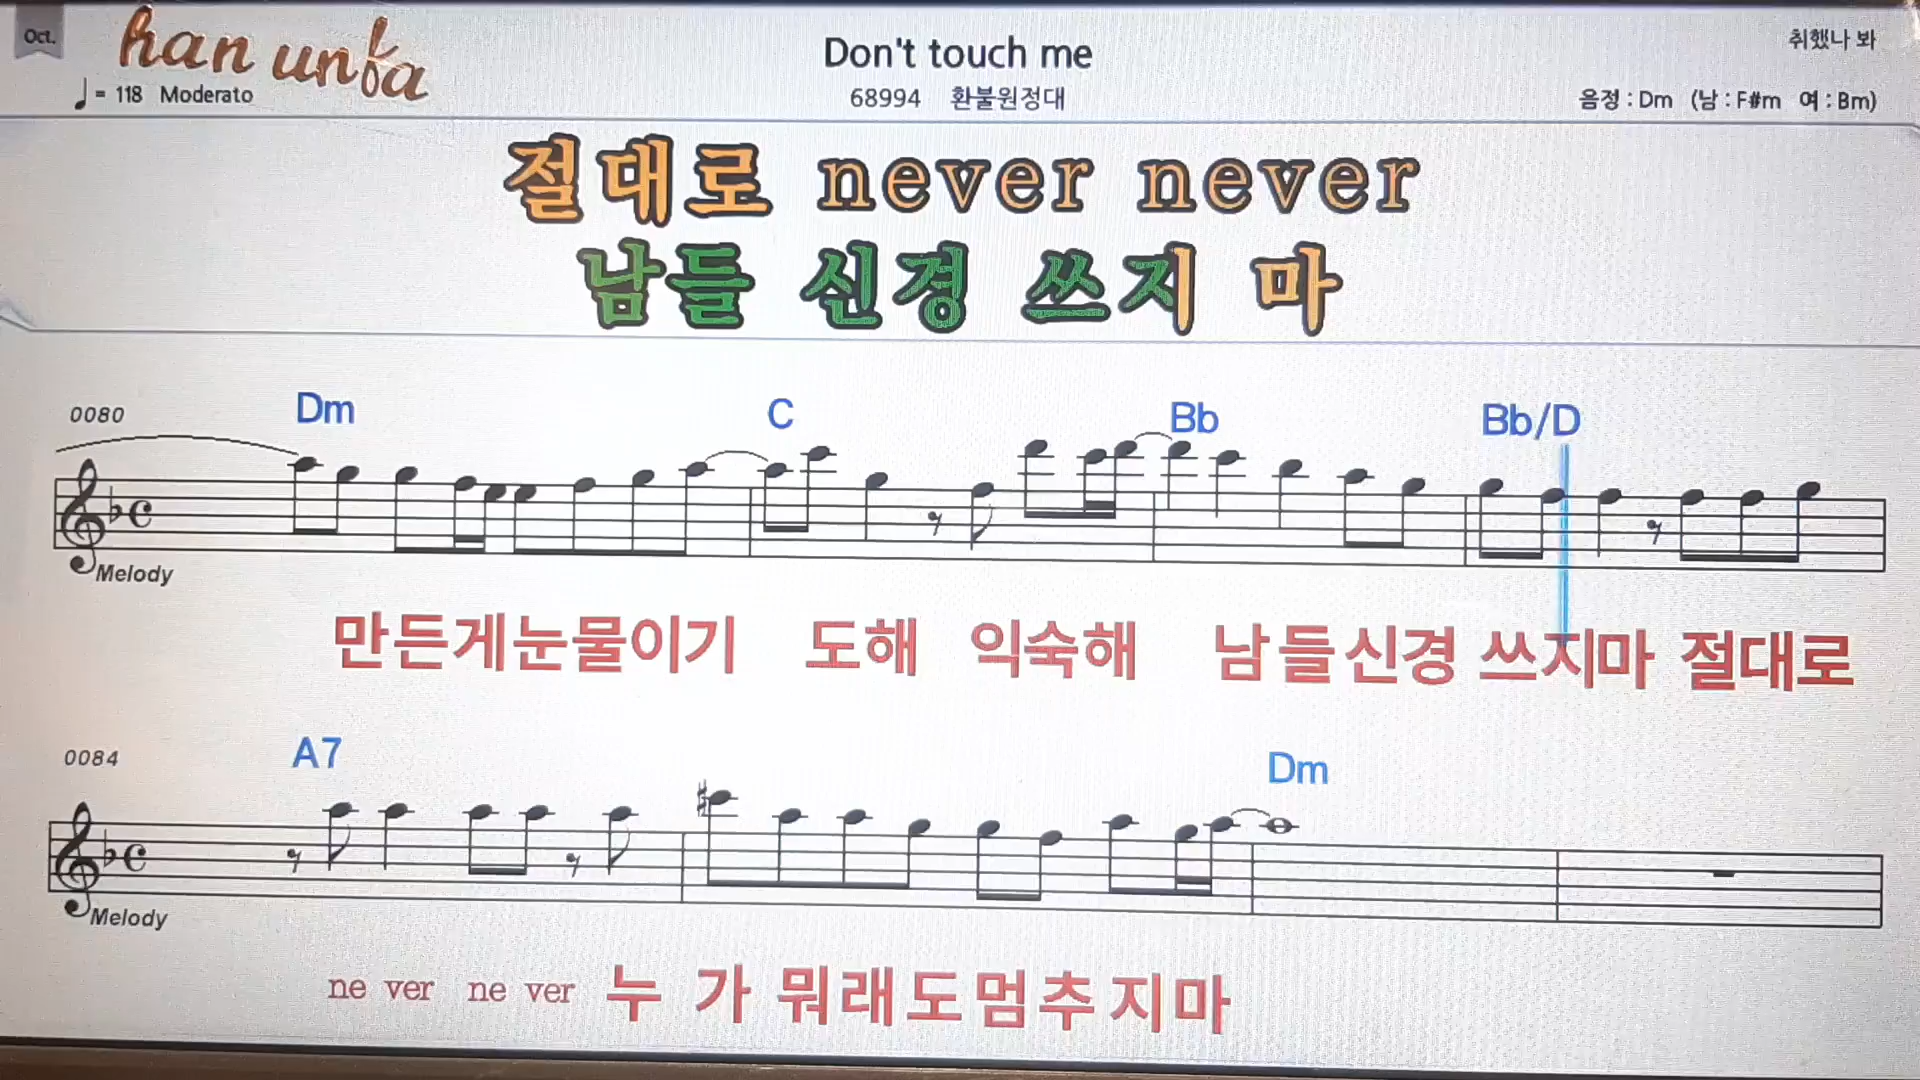 Oct.
han unfa
Don't touch me
취했나 봐
= 118 Moderato
68994 환불원정대
음정 : Dm (남 : F#m 여 : Bm)
절대로 never never
남들 신경 쓰지 마
0080
Dm C Bb Bb/D
Melody
만든게눈물이기 도해 익숙해 남들신경 쓰지마 절대로
0084
A7 Dm
Melody
ne ver ne ver 누 가 뭐래도멈추지마